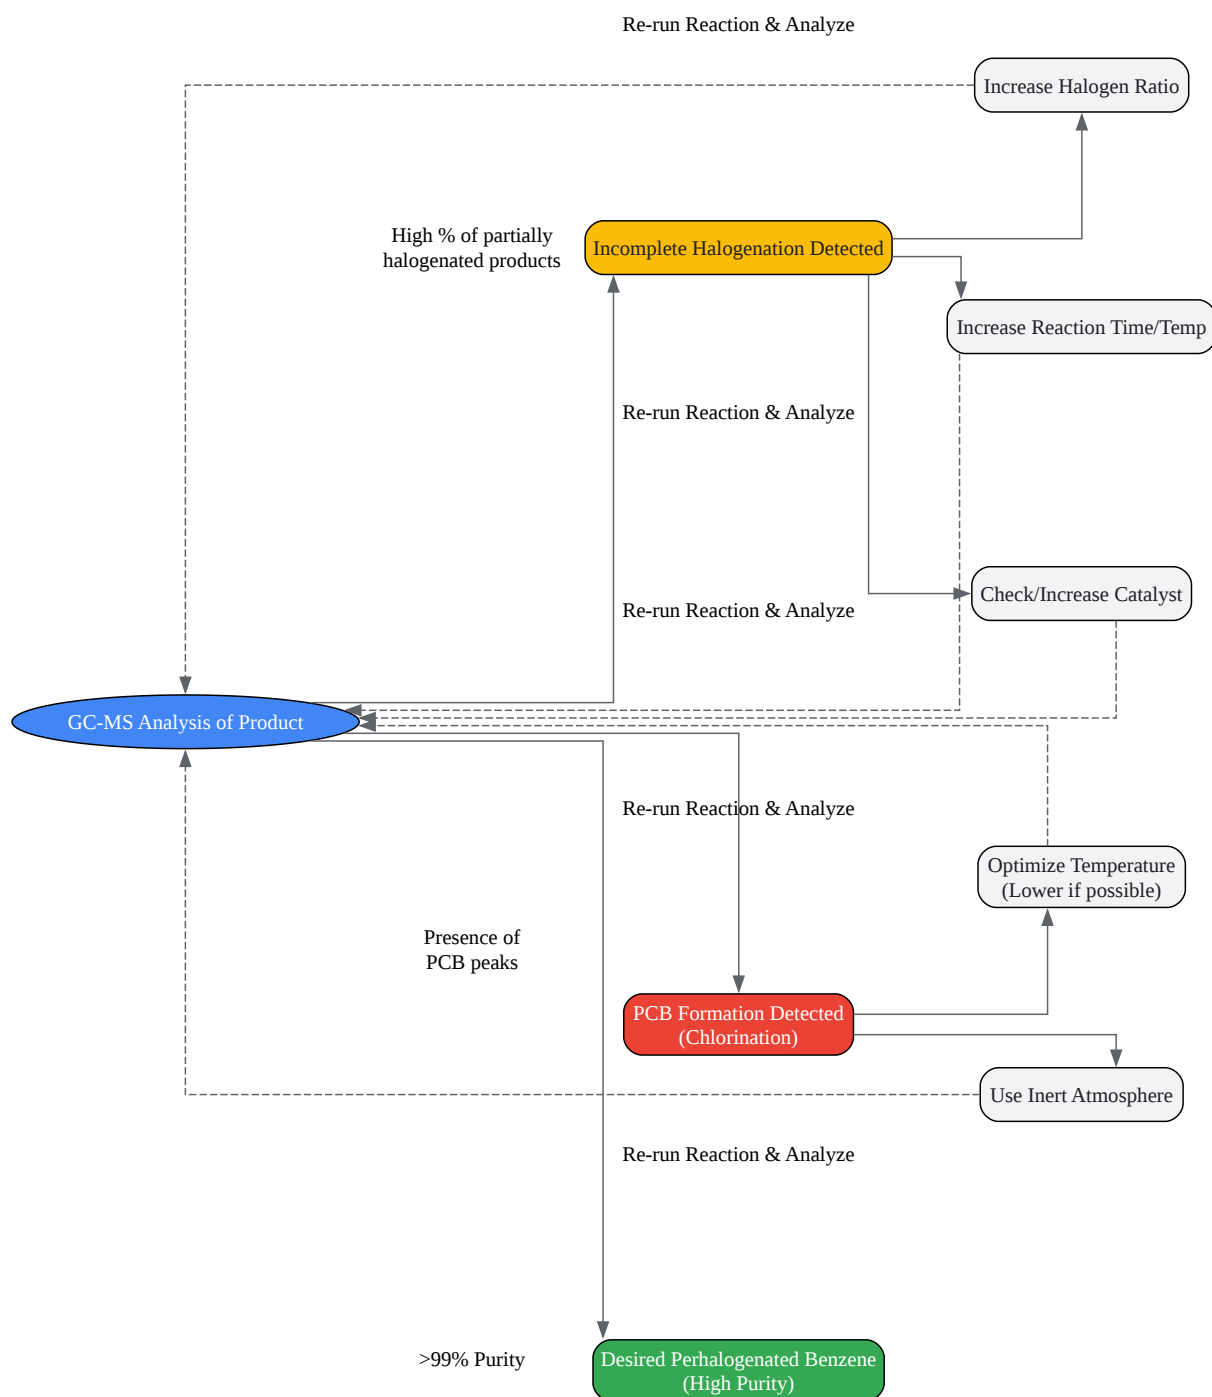 Re-run Reaction & Analyze
Increase Halogen Ratio
High % of partially
halogenated products
Incomplete Halogenation Detected
Increase Reaction Time/Temp
Re-run Reaction & Analyze
Check/Increase Catalyst
Re-run Reaction & Analyze
GC-MS Analysis of Product
Re-run Reaction & Analyze
Optimize Temperature
(Lower if possible)
Presence of
PCB peaks
PCB Formation Detected
(Chlorination)
Use Inert Atmosphere
Re-run Reaction & Analyze
>99% Purity
Desired Perhalogenated Benzene
(High Purity)